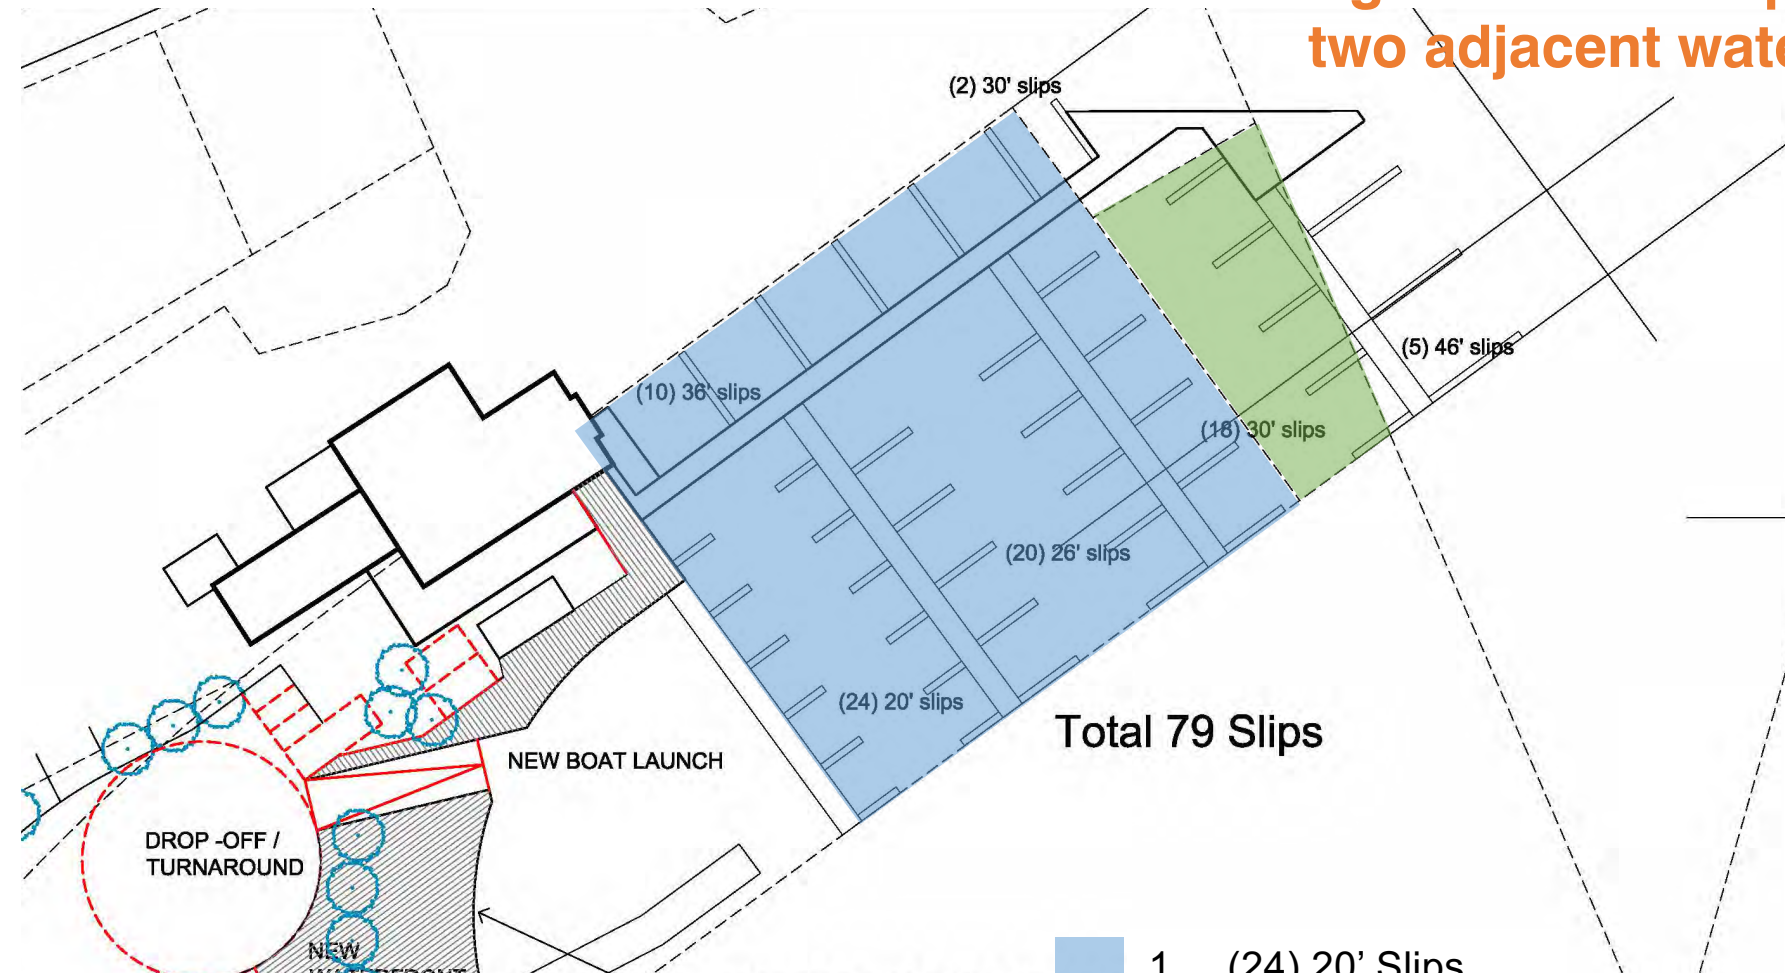 two adjacent
(2) 30' slips
(10) 36' slips
(5) 46' slips
(18) 30' slips
(20) 26' slips
(24) 20' slips
Total 79 Slips
NEW BOAT LAUNCH
DROP -OFF /
TURNAROUND
NEW
WATERFRONT
1 (24) 20' Slips